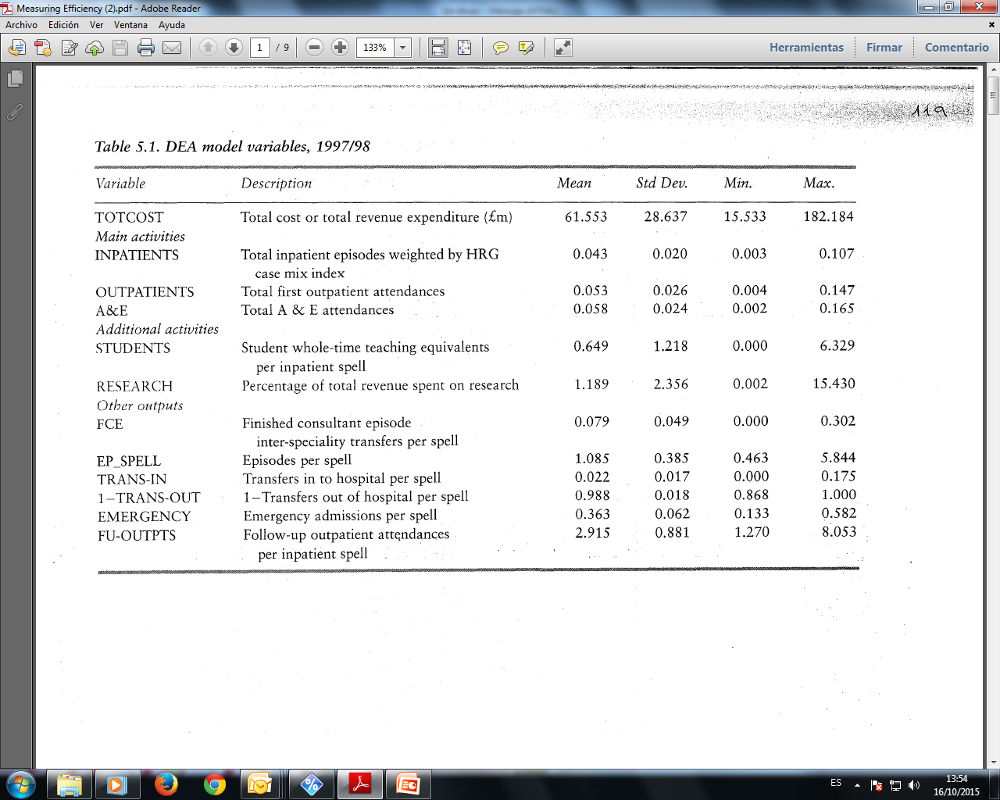 Measuring Efficiency (2).pdf - Adobe Reader
Archivo Edición Ver Ventana Ayuda
1 / 9 133% Herramientas Firmar Comentario
119
Table 5.1. DEA model variables, 1997/98
Variable Description Mean Std Dev. Min. Max.
TOTCOST Total cost or total revenue expenditure (£m) 61.553 28.637 15.533 182.184
Main activities
INPATIENTS Total inpatient episodes weighted by HRG 0.043 0.020 0.003 0.107
case mix index
OUTPATIENTS Total first outpatient attendances 0.053 0.026 0.004 0.147
A&E Total A & E attendances 0.058 0.024 0.002 0.165
Additional activities
STUDENTS Student whole-time teaching equivalents 0.649 1.218 0.000 6.329
per inpatient spell
RESEARCH Percentage of total revenue spent on research 1.189 2.356 0.002 15.430
Other outputs
FCE Finished consultant episode 0.079 0.049 0.000 0.302
inter-speciality transfers per spell
EP_SPELL Episodes per spell 1.085 0.385 0.463 5.844
TRANS-IN Transfers in to hospital per spell 0.022 0.017 0.000 0.175
1–TRANS-OUT 1–Transfers out of hospital per spell 0.988 0.018 0.868 1.000
EMERGENCY Emergency admissions per spell 0.363 0.062 0.133 0.582
FU-OUTPTS Follow-up outpatient attendances 2.915 0.881 1.270 8.053
per inpatient spell
ES 13:54
16/10/2015